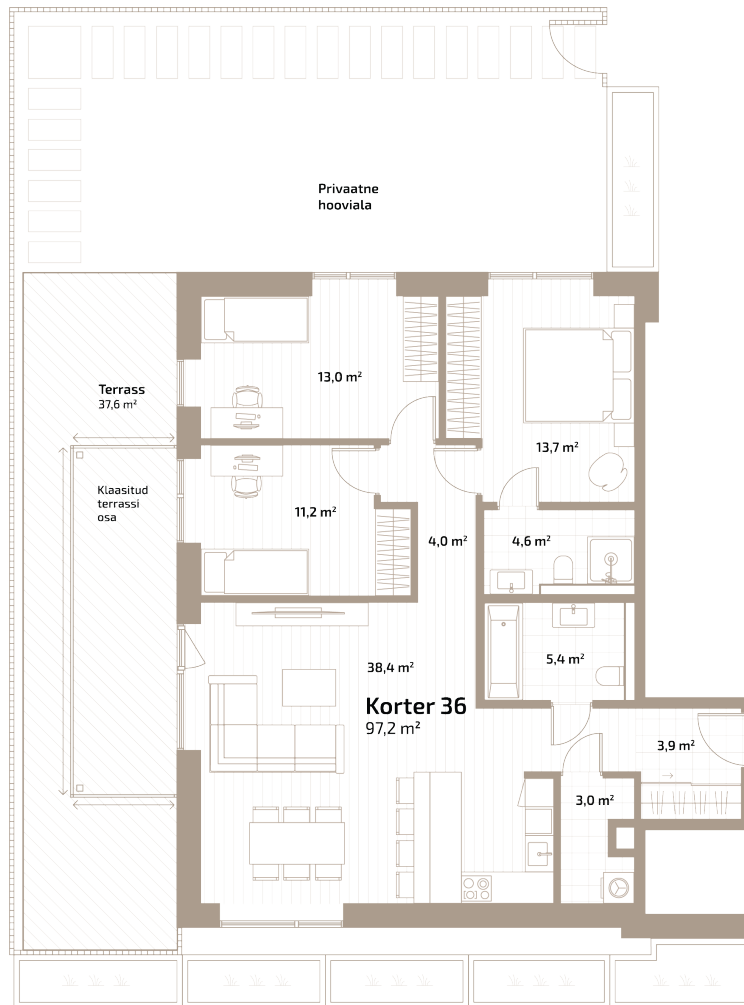 Privaatne
hooviala
Terrass
37,6 m²
13,0 m²
13,7 m²
Klaasitud
terrassi
osa
11,2 m²
4,0 m²
4,6 m²
5,4 m²
38,4 m²
Korter 36
97,2 m²
3,9 m²
3,0 m²